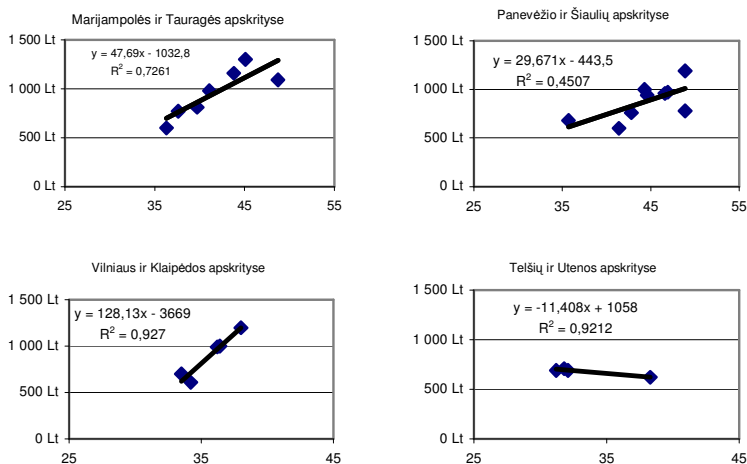 Marijampolės ir Tauragės apskrityse
1 500 Lt
1 000 Lt
500 Lt
0 Lt
y = 47,69x - 1032,8
R² = 0,7261
25 35 45 55
Panevėžio ir Šiaulių apskrityse
1 500 Lt
1 000 Lt
500 Lt
0 Lt
y = 29,671x - 443,5
R² = 0,4507
25 35 45 55
Vilniaus ir Klaipėdos apskrityse
1 500 Lt
1 000 Lt
500 Lt
0 Lt
y = 128,13x - 3669
R² = 0,927
25 35 45
Telšių ir Utenos apskrityse
1 500 Lt
1 000 Lt
500 Lt
0 Lt
y = -11,408x + 1058
R² = 0,9212
25 35 45